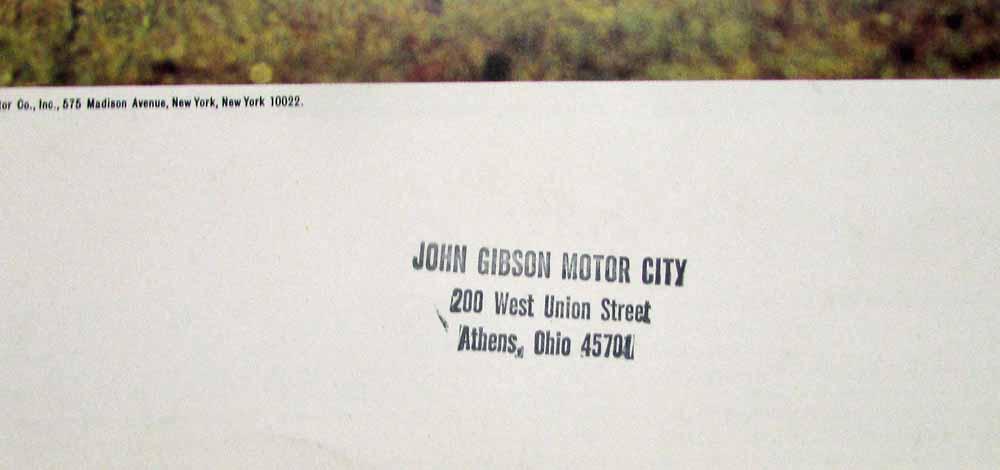 tor Co., Inc., 575 Madison Avenue, New York, New York 10022.
JOHN GIBSON MOTOR CITY
200 West Union Street
Athens, Ohio 45701